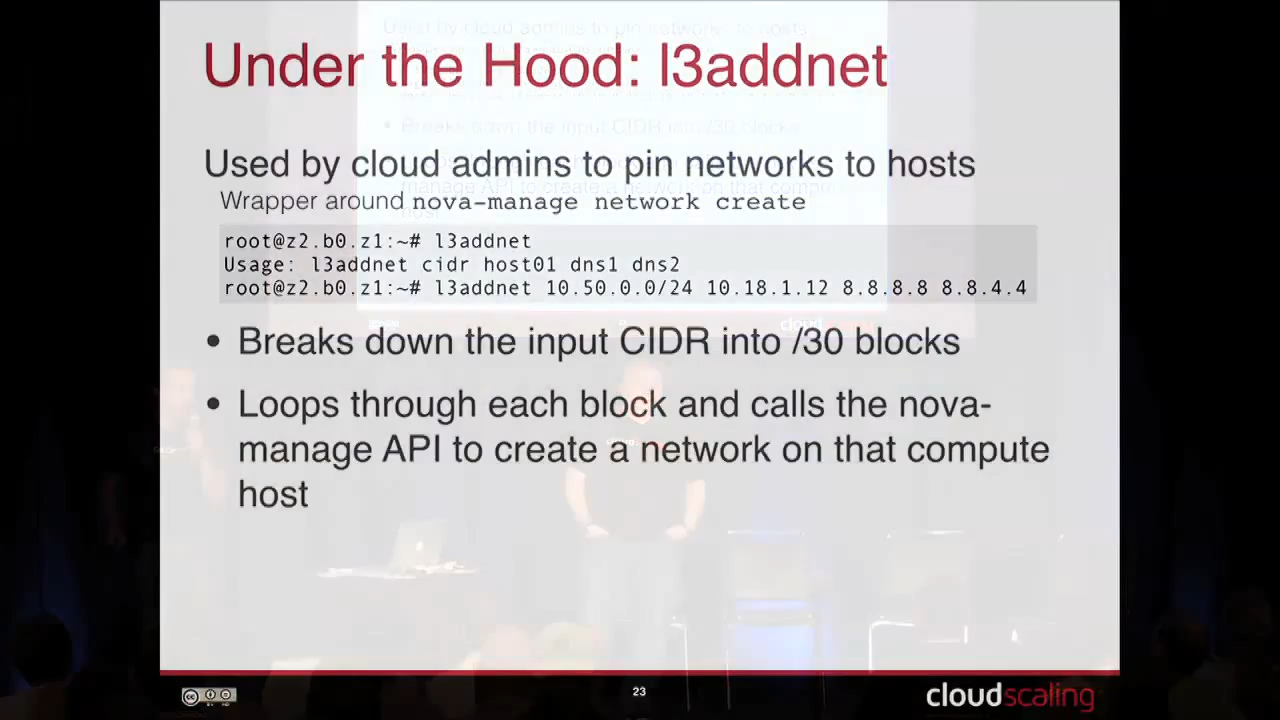 Under the Hood: l3addnet
Used by cloud admins to pin networks to hosts
Wrapper around nova-manage network create
root@z2.b0.z1:~# l3addnet
Usage: l3addnet cidr host01 dns1 dns2
root@z2.b0.z1:~# l3addnet 10.50.0.0/24 10.18.1.12 8.8.8.8 8.8.4.4
• Breaks down the input CIDR into /30 blocks
• Loops through each block and calls the nova-
manage API to create a network on that compute
host
23
cloudscaling